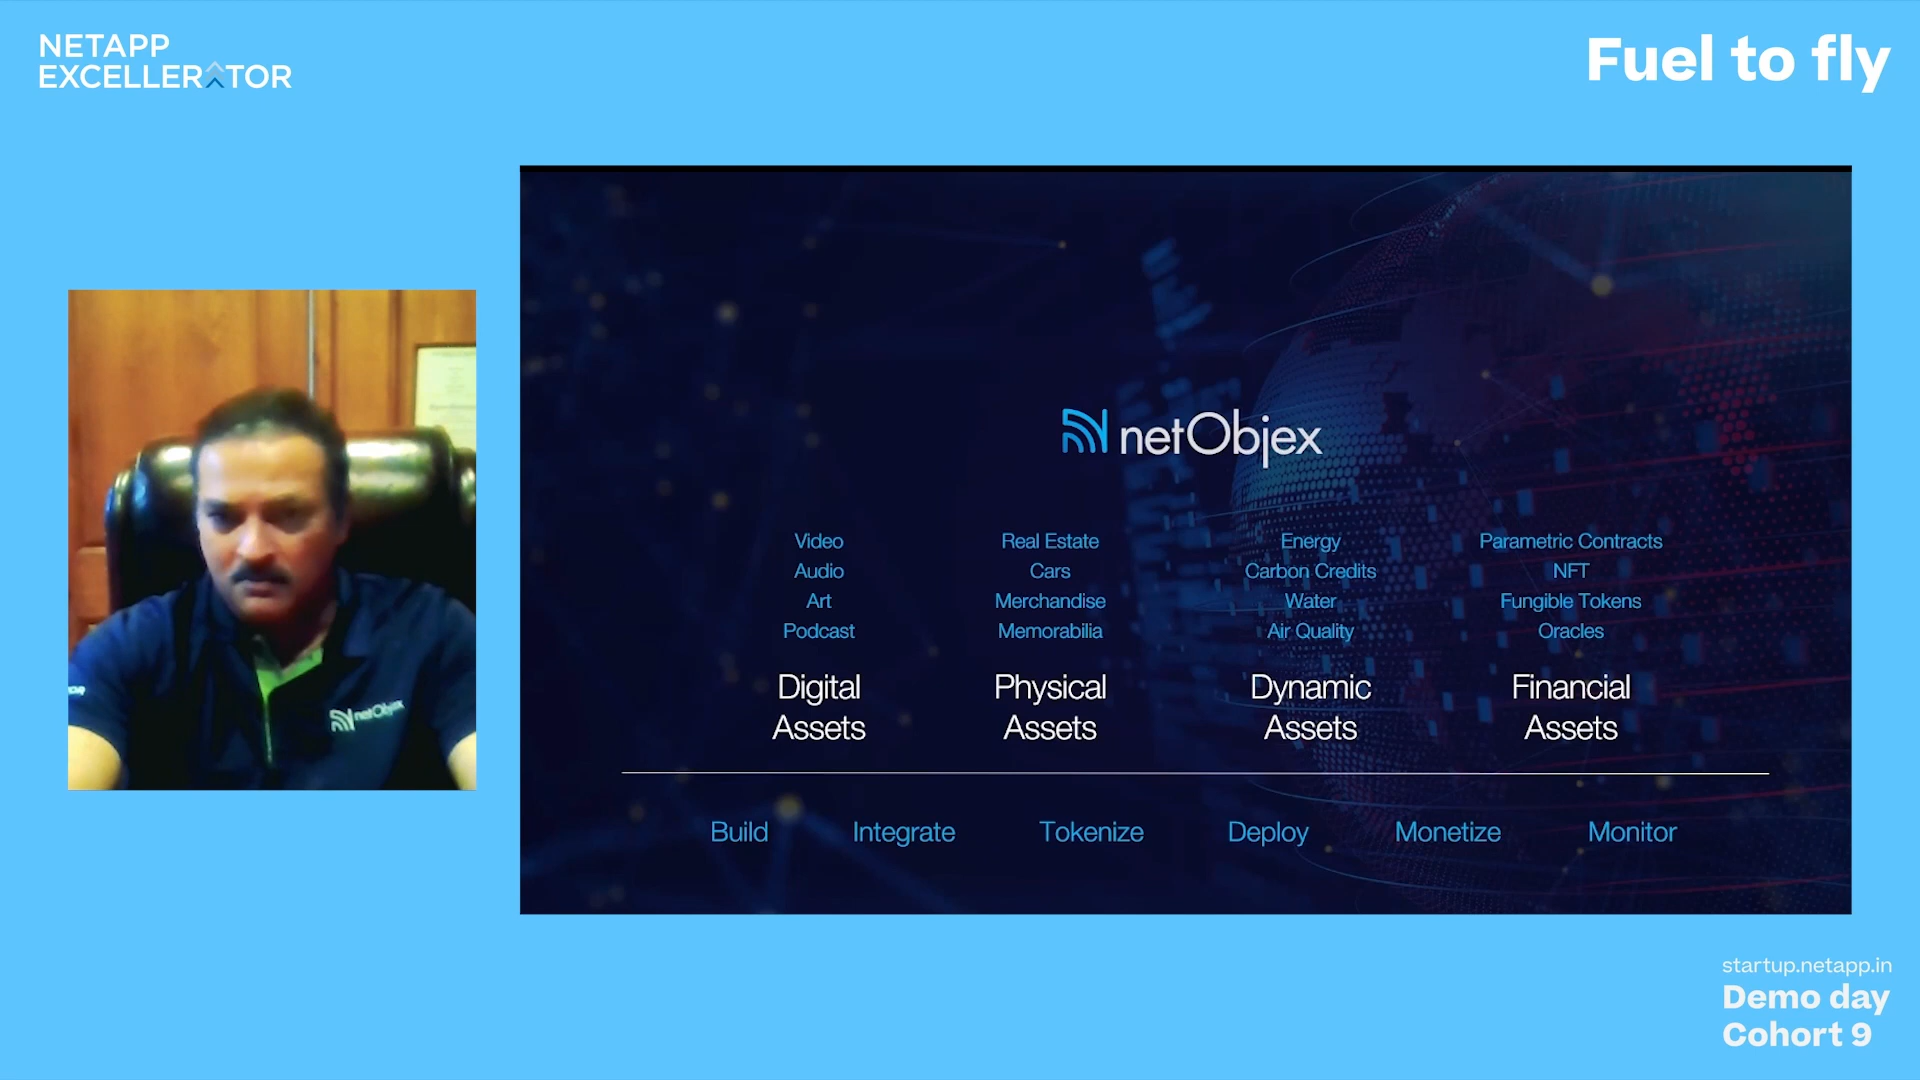 NETAPP
EXCELLERATOR
Fuel to fly
netObjex
Video
Audio
Art
Podcast
Digital
Assets
Real Estate
Cars
Merchandise
Memorabilia
Physical
Assets
Energy
Carbon Credits
Water
Air Quality
Dynamic
Assets
Parametric Contracts
NFT
Fungible Tokens
Oracles
Financial
Assets
Build Integrate Tokenize Deploy Monetize Monitor
netObjex
startup.netapp.in
Demo day
Cohort 9